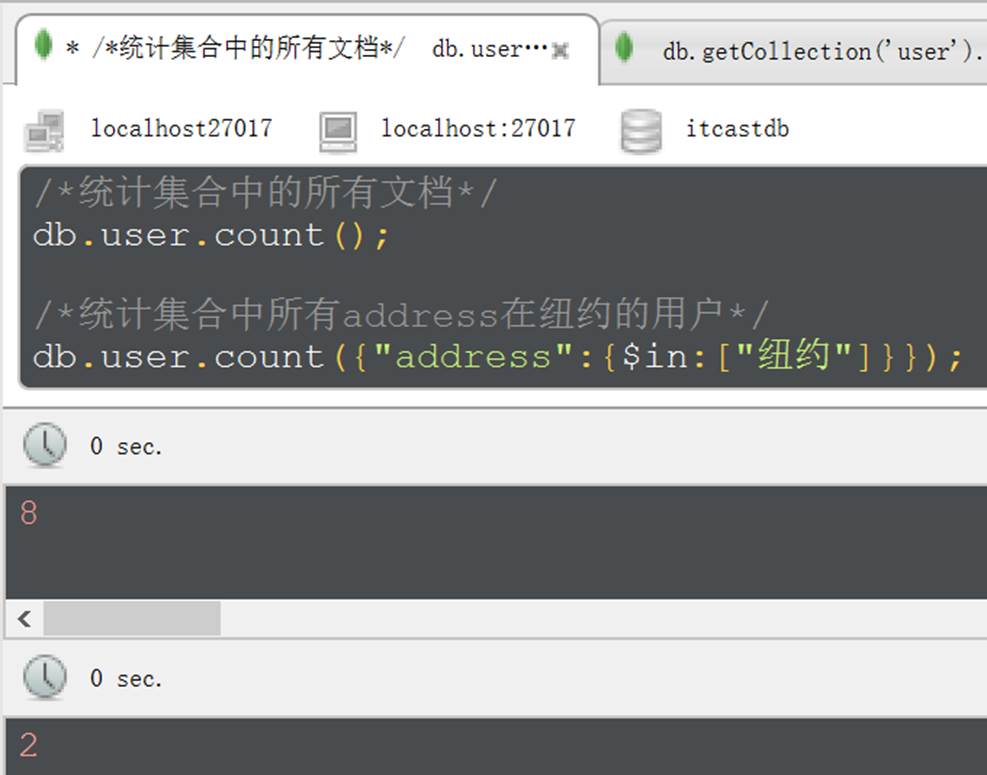 * /*统计集合中的所有文档*/ db.user…
db.getCollection('user').
localhost27017 localhost:27017 itcastdb
/*统计集合中的所有文档*/
db.user.count();
/*统计集合中所有address在纽约的用户*/
db.user.count({"address":{$in:["纽约"]}});
0 sec.
8
0 sec.
2